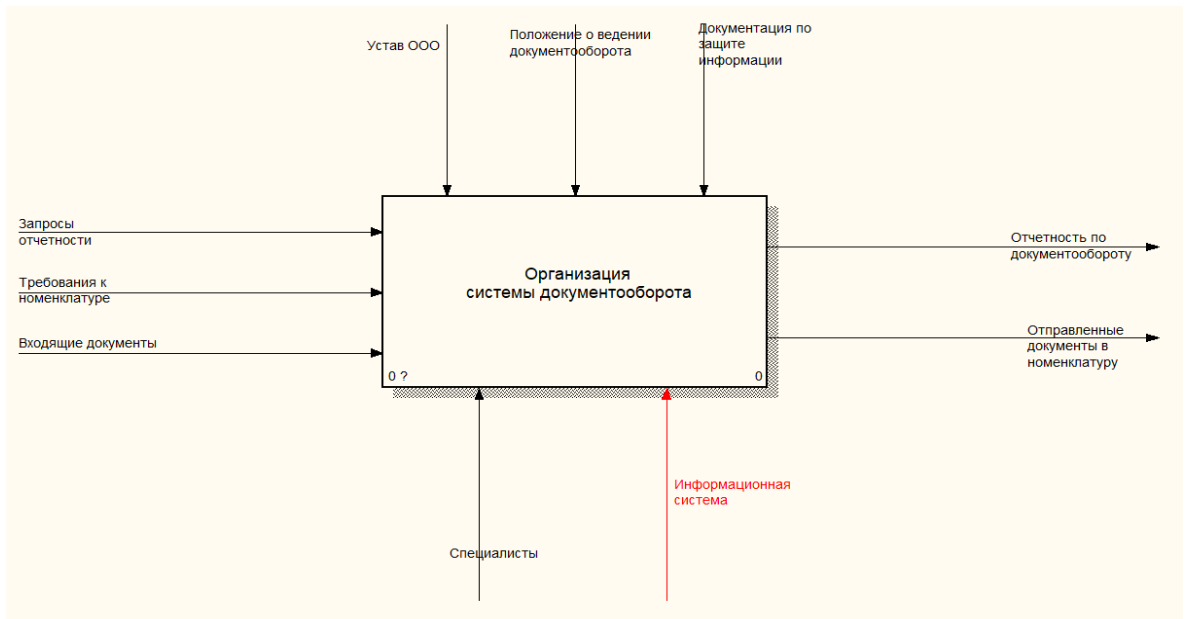 Устав ООО
Положение о ведении
документооборота
Документация по
защите
информации
Запросы
отчетности
Требования к
номенклатуре
Входящие документы
Организация
системы документооборота
0 ?
0
Отчетность по
документообороту
Отправленные
документы в
номенклатуру
Информационная
система
Специалисты